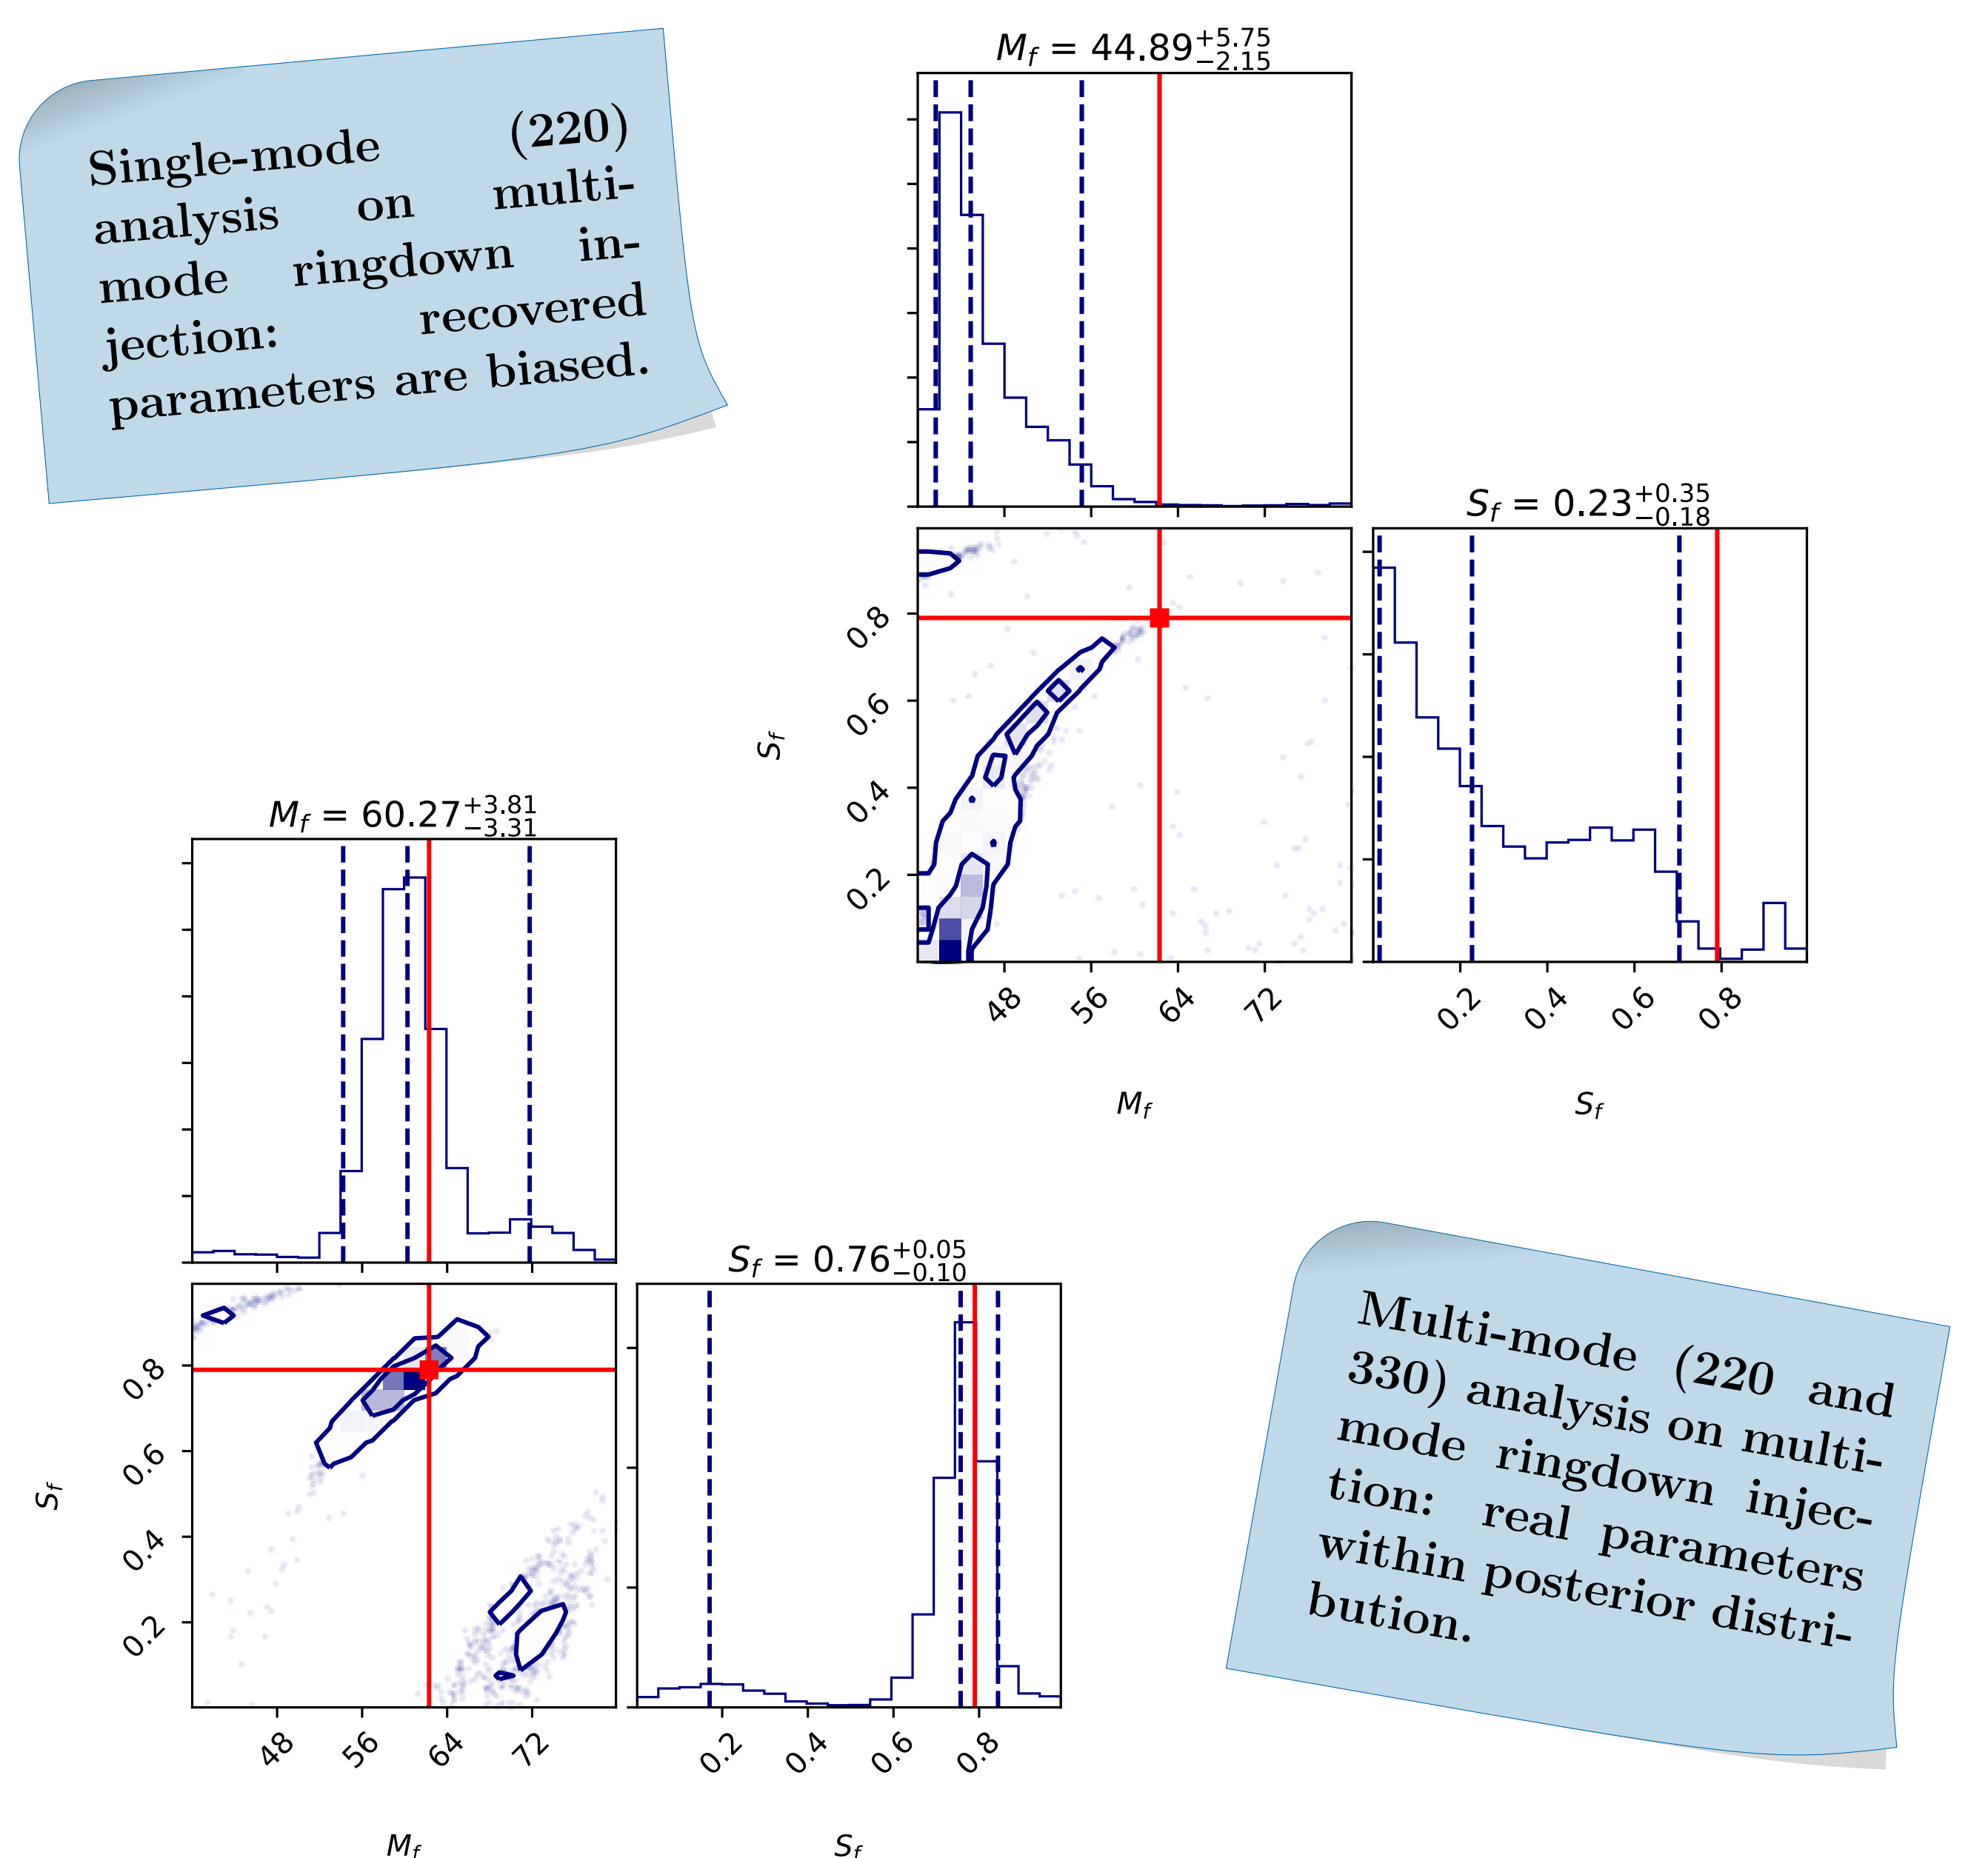 Single-mode (220)
analysis on multi-
mode ringdown in-
jection: recovered
parameters are biased.
M_f = 44.89^{+5.75}_{−2.15}
S_f = 0.23^{+0.35}_{−0.18}
0.8
0.6
0.4
0.2
S_f
48 56 64 72
0.2 0.4 0.6 0.8
M_f
S_f
M_f = 60.27^{+3.81}_{−3.31}
S_f = 0.76^{+0.05}_{−0.10}
0.8
0.6
0.4
0.2
S_f
48 56 64 72
0.2 0.4 0.6 0.8
M_f
S_f
Multi-mode (220 and
330) analysis on multi-
mode ringdown injec-
tion: real parameters
within posterior distri-
bution.